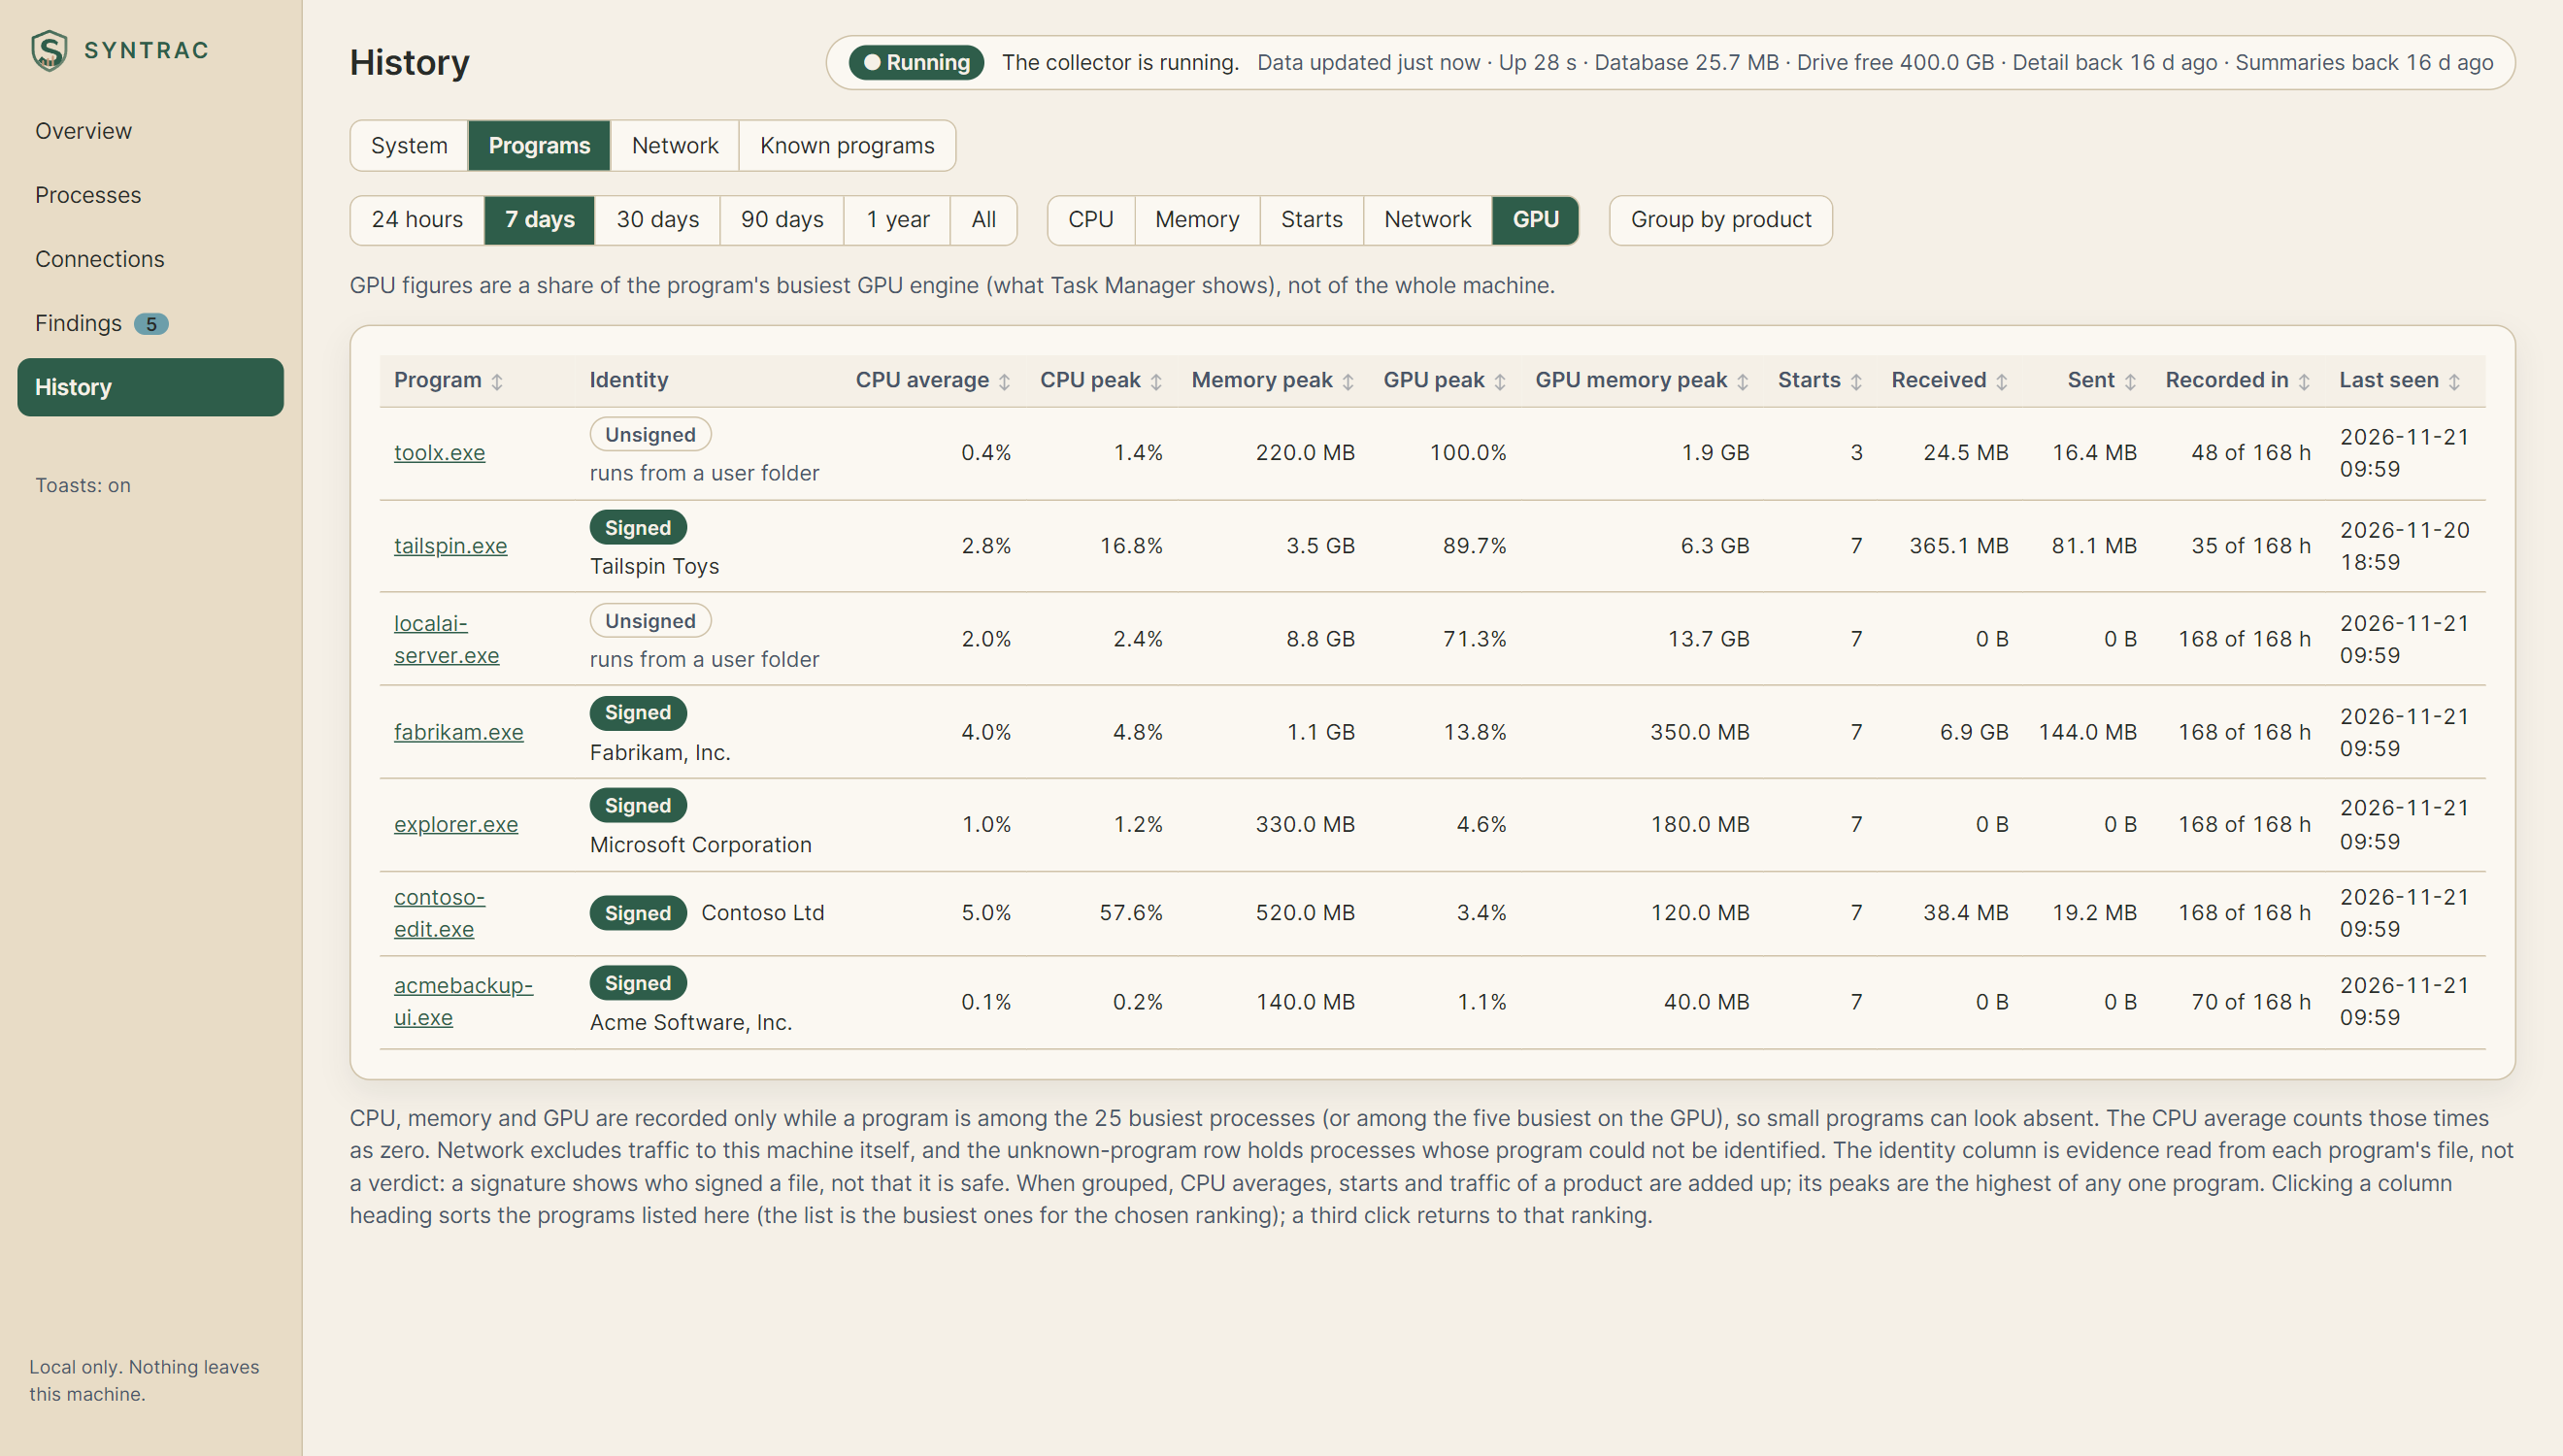 SYNTRAC
Overview
Processes
Connections
Findings 5
History
Toasts: on
Local only. Nothing leaves
this machine.
History
Running The collector is running. Data updated just now · Up 28 s · Database 25.7 MB · Drive free 400.0 GB · Detail back 16 d ago · Summaries back 16 d ago
System Programs Network Known programs
24 hours 7 days 30 days 90 days 1 year All CPU Memory Starts Network GPU Group by product
GPU figures are a share of the program's busiest GPU engine (what Task Manager shows), not of the whole machine.
Program Identity CPU average CPU peak Memory peak GPU peak GPU memory peak Starts Received Sent Recorded in Last seen
toolx.exe Unsigned runs from a user folder 0.4% 1.4% 220.0 MB 100.0% 1.9 GB 3 24.5 MB 16.4 MB 48 of 168 h 2026-11-21 09:59
tailspin.exe Signed Tailspin Toys 2.8% 16.8% 3.5 GB 89.7% 6.3 GB 7 365.1 MB 81.1 MB 35 of 168 h 2026-11-20 18:59
localai-server.exe Unsigned runs from a user folder 2.0% 2.4% 8.8 GB 71.3% 13.7 GB 7 0 B 0 B 168 of 168 h 2026-11-21 09:59
fabrikam.exe Signed Fabrikam, Inc. 4.0% 4.8% 1.1 GB 13.8% 350.0 MB 7 6.9 GB 144.0 MB 168 of 168 h 2026-11-21 09:59
explorer.exe Signed Microsoft Corporation 1.0% 1.2% 330.0 MB 4.6% 180.0 MB 7 0 B 0 B 168 of 168 h 2026-11-21 09:59
contoso-edit.exe Signed Contoso Ltd 5.0% 57.6% 520.0 MB 3.4% 120.0 MB 7 38.4 MB 19.2 MB 168 of 168 h 2026-11-21 09:59
acmebackup-ui.exe Signed Acme Software, Inc. 0.1% 0.2% 140.0 MB 1.1% 40.0 MB 7 0 B 0 B 70 of 168 h 2026-11-21 09:59
CPU, memory and GPU are recorded only while a program is among the 25 busiest processes (or among the five busiest on the GPU), so small programs can look absent. The CPU average counts those times
as zero. Network excludes traffic to this machine itself, and the unknown-program row holds processes whose program could not be identified. The identity column is evidence read from each program's file, not
a verdict: a signature shows who signed a file, not that it is safe. When grouped, CPU averages, starts and traffic of a product are added up; its peaks are the highest of any one program. Clicking a column
heading sorts the programs listed here (the list is the busiest ones for the chosen ranking); a third click returns to that ranking.